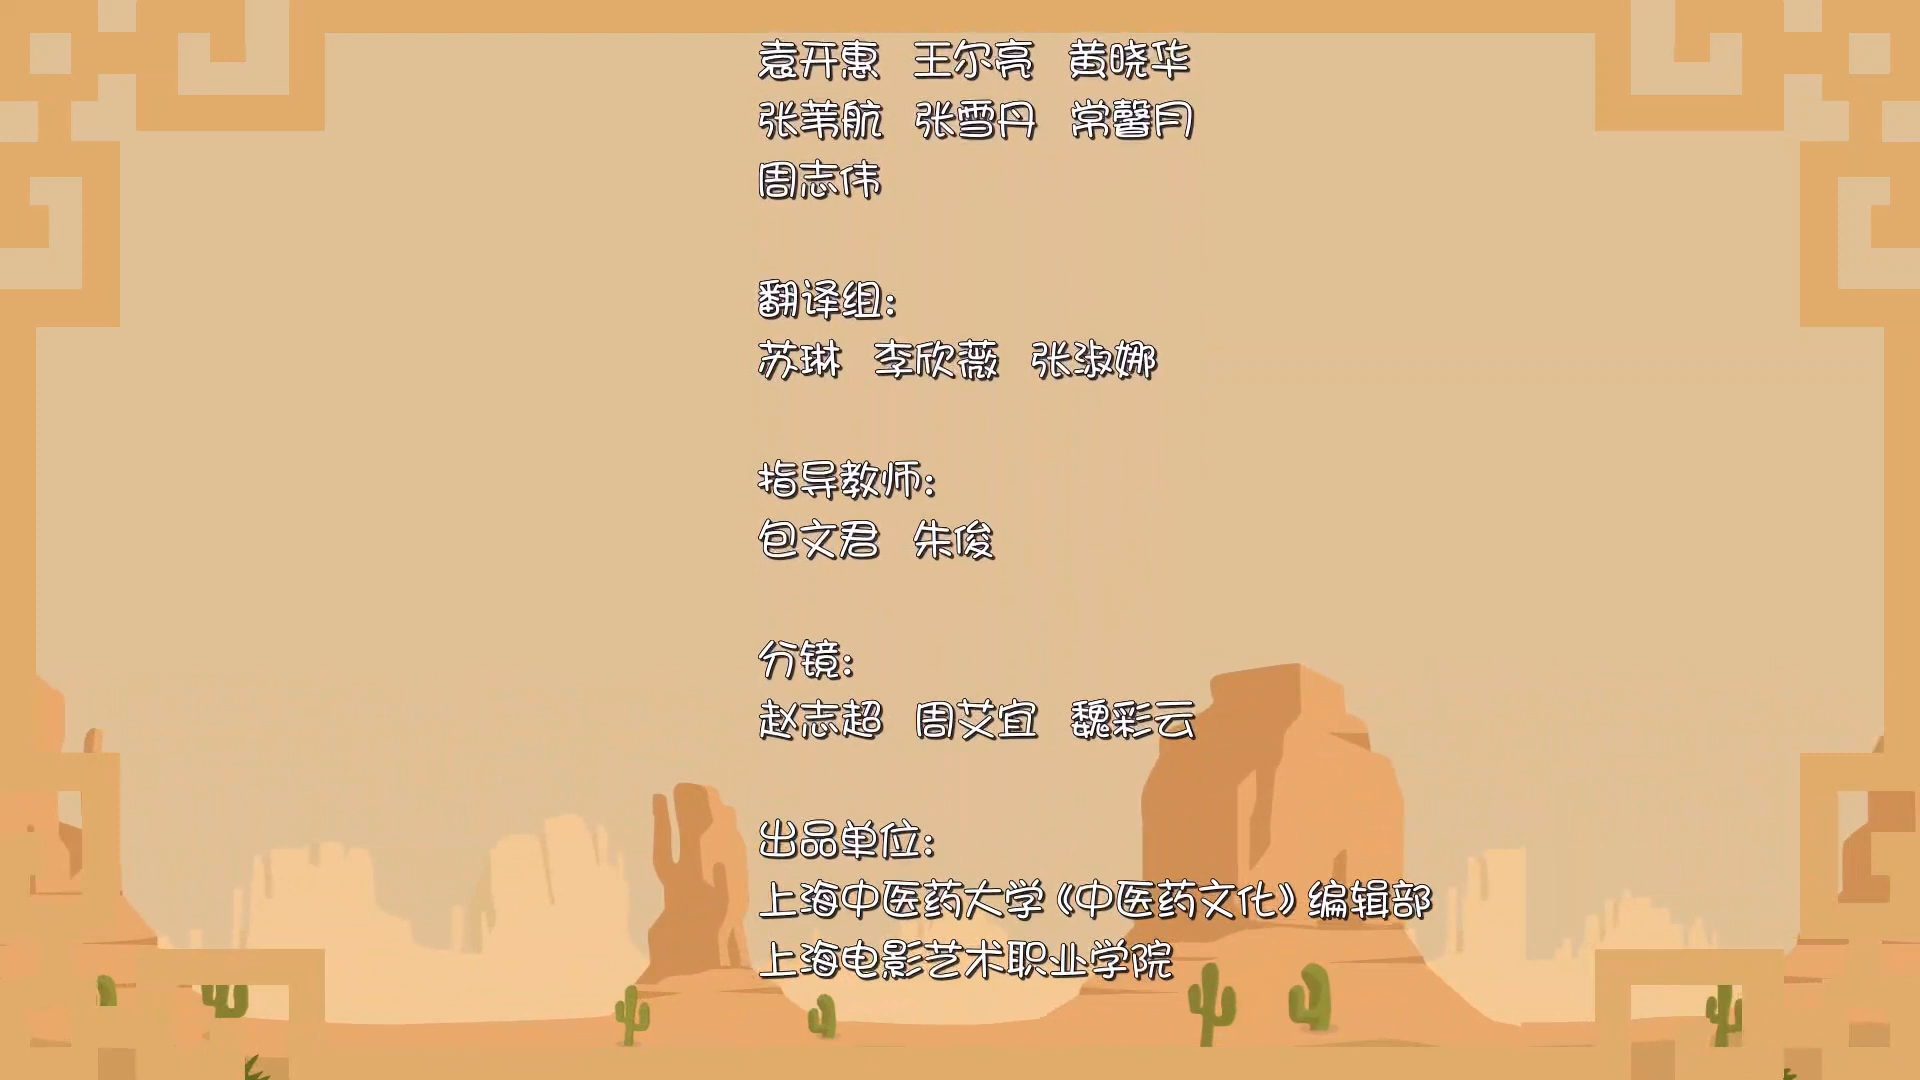 袁开惠 王尔亮 黄晓华
张苇航 张雪丹 常馨月
周志伟
翻译组:
苏琳 李欣薇 张淑娜
指导教师:
包文君 朱俊
分镜:
赵志超 周艾宜 魏彩云
出品单位:
上海中医药大学《中医药文化》编辑部
上海电影艺术职业学院